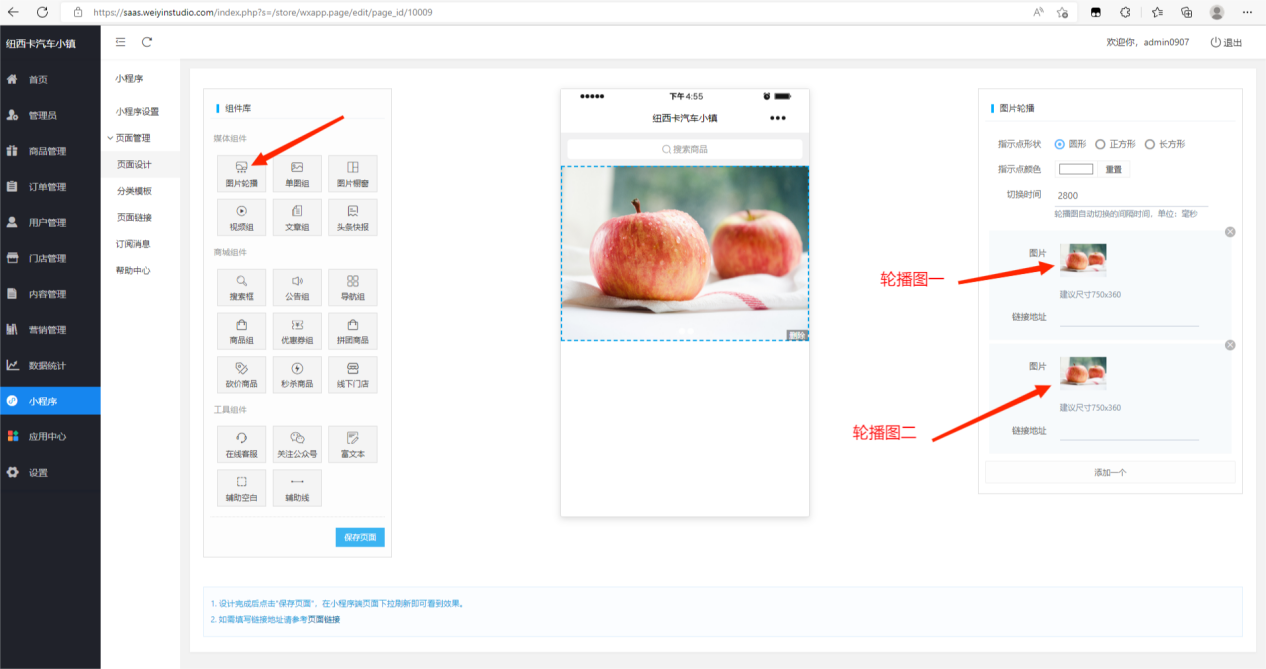 https://saas.weiyinstudio.com/index.php?s=/store/wxapp.page/edit/page_id/10009
纽西卡汽车小镇
欢迎你，admin0907
退出
首页
管理员
商品管理
订单管理
用户管理
门店管理
内容管理
营销管理
数据统计
小程序
应用中心
设置
小程序
小程序设置
页面管理
页面设计
分类模板
页面链接
订阅消息
帮助中心
组件库
媒体组件
图片轮播 单图组 图片橱窗
视频组 文章组 头条快报
商城组件
搜索框 公告组 导航组
商品组 优惠券组 拼团商品
砍价商品 秒杀商品 线下门店
工具组件
在线客服 关注公众号 富文本
辅助空白 辅助线
保存页面
下午4:55
纽西卡汽车小镇
搜索商品
删除
图片轮播
指示点形状 圆形 正方形 长方形
指示点颜色 重置
切换时间 2800
轮播图自动切换的间隔时间，单位：毫秒
图片
建议尺寸750x360
链接地址
图片
建议尺寸750x360
链接地址
添加一个
轮播图一
轮播图二
1. 设计完成后点击"保存页面"，在小程序端页面下拉刷新即可看到效果。
2. 如需填写链接地址请参考页面链接